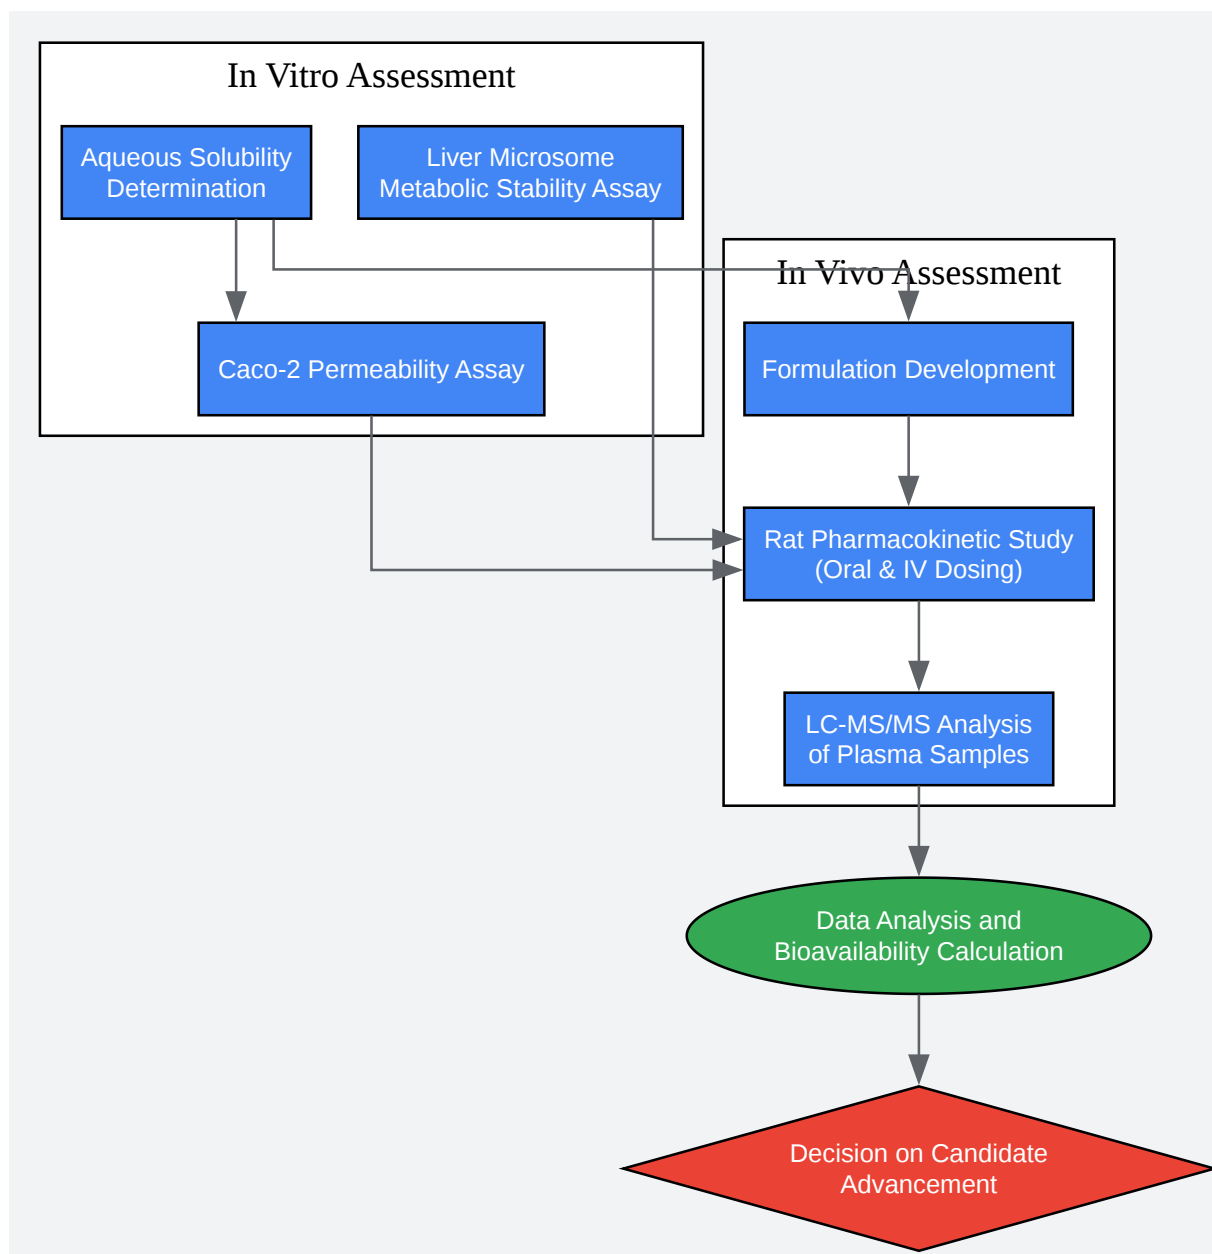 In Vitro Assessment
Aqueous Solubility
Determination
Liver Microsome
Metabolic Stability Assay
Caco-2 Permeability Assay
In Vivo Assessment
Formulation Development
Rat Pharmacokinetic Study
(Oral & IV Dosing)
LC-MS/MS Analysis
of Plasma Samples
Data Analysis and
Bioavailability Calculation
Decision on Candidate
Advancement